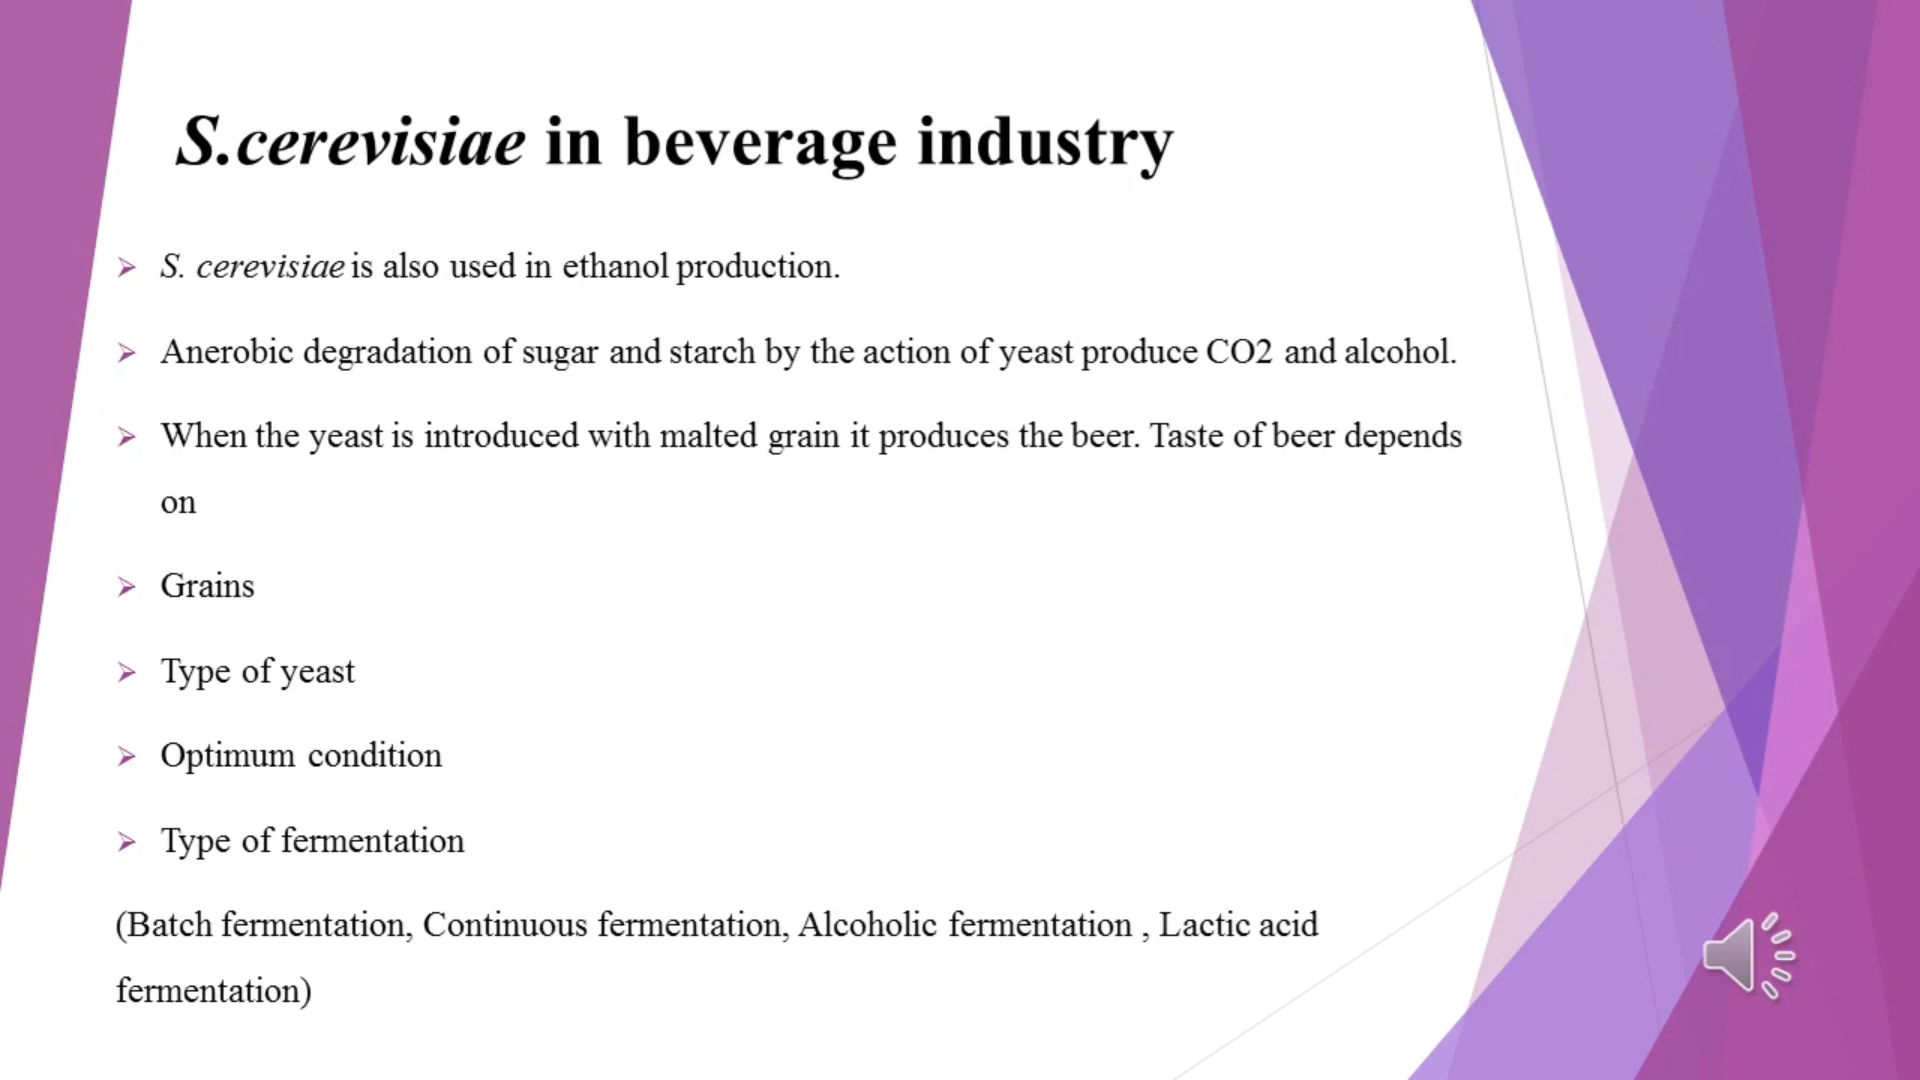 S.cerevisiae in beverage industry
S. cerevisiae is also used in ethanol production.
Anerobic degradation of sugar and starch by the action of yeast produce CO2 and alcohol.
When the yeast is introduced with malted grain it produces the beer. Taste of beer depends
on
Grains
Type of yeast
Optimum condition
Type of fermentation
(Batch fermentation, Continuous fermentation, Alcoholic fermentation , Lactic acid
fermentation)